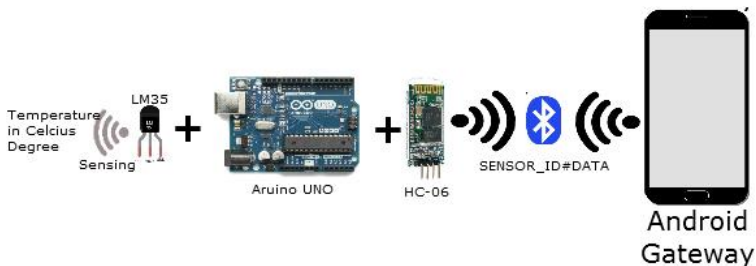 Temperature
in Celcius
Degree
Sensing
LM35
Aruino UNO
HC-06
SENSOR_ID#DATA
Android
Gateway